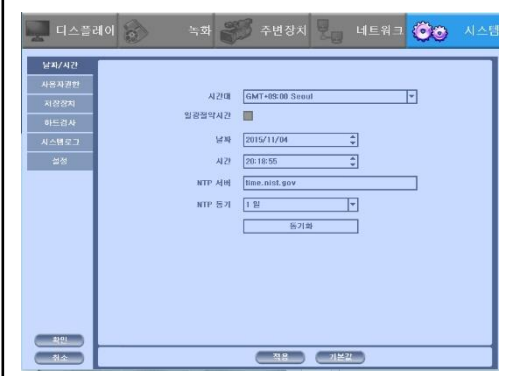 디스플레이 녹화 주변장치 네트워크 시스템
날짜/시간
사용자권한
저장장치
하드검사
시스템로그
설정
시간대 GMT+09:00 Seoul
일광절약시간
날짜 2015/11/04
시간 20:18:55
NTP 서버 time.nist.gov
NTP 동기 1 일
동기화
확인
취소
적용 기본값